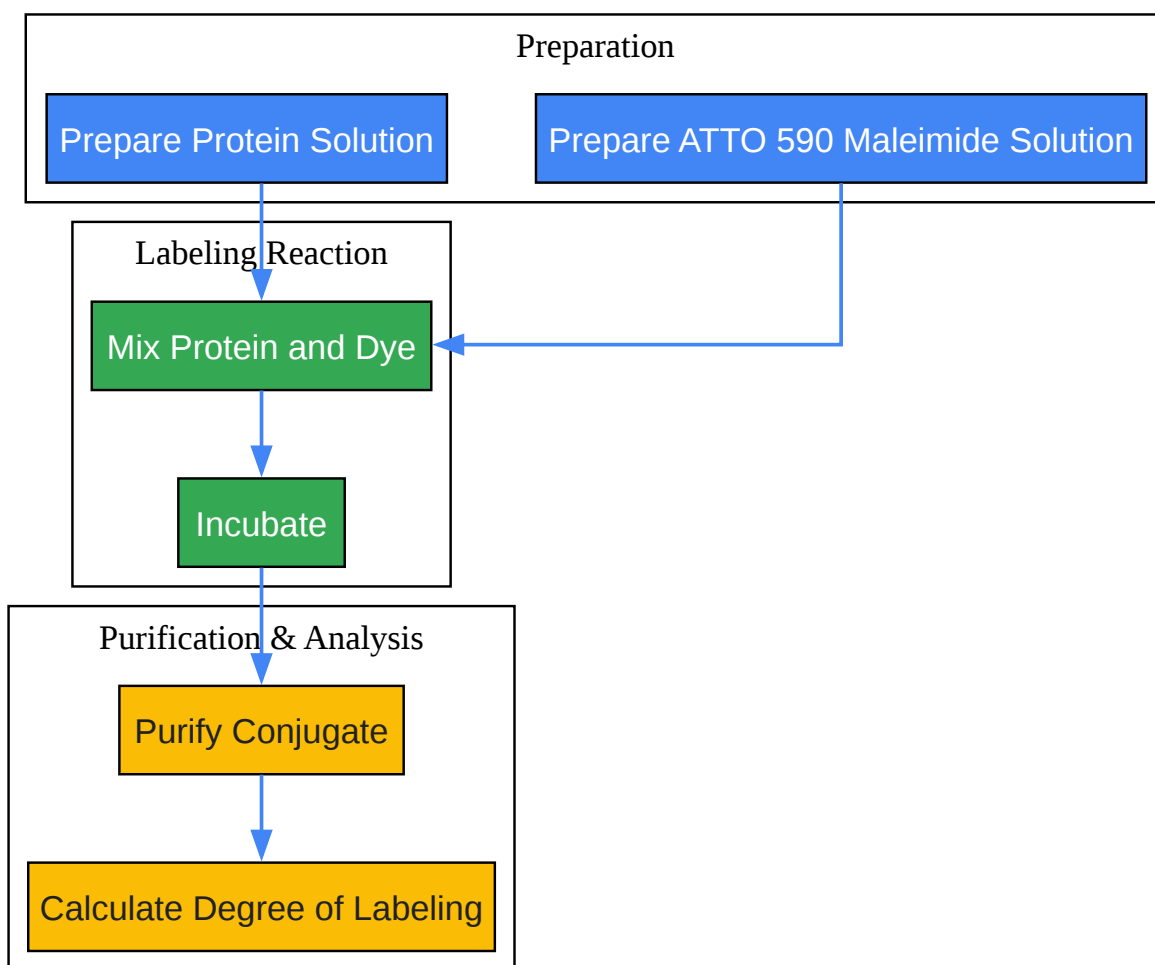 Preparation
Prepare Protein Solution
Prepare ATTO 590 Maleimide Solution
Labeling Reaction
Mix Protein and Dye
Incubate
Purification & Analysis
Purify Conjugate
Calculate Degree of Labeling